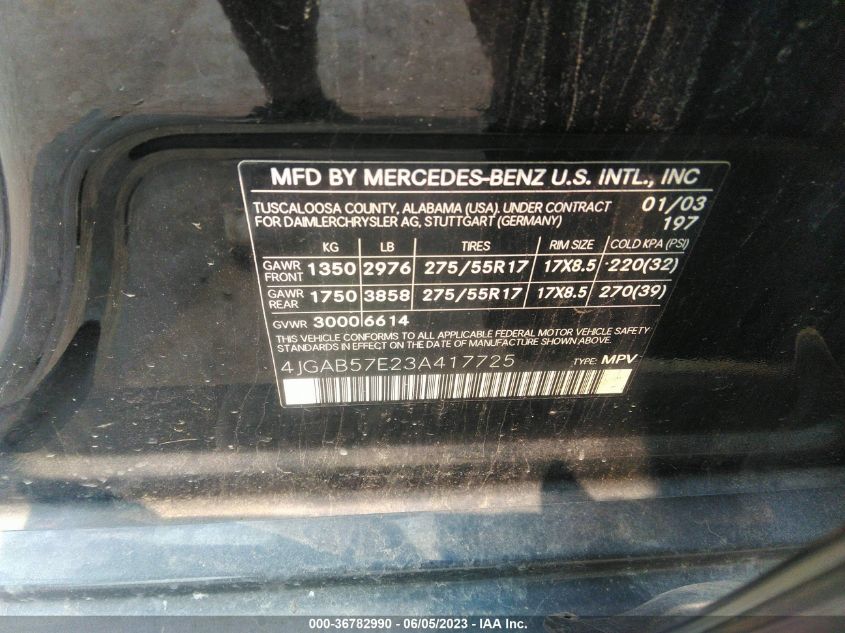 MFD BY MERCEDES-BENZ U.S. INTL., INC
TUSCALOOSA COUNTY, ALABAMA (USA). UNDER CONTRACT 01/03
FOR DAIMLERCHRYSLER AG, STUTTGART (GERMANY) 197
KG LB TIRES RIM SIZE COLD KPA (PSI)
GAWR FRONT 1350 2976 275/55R17 17X8.5 220(32)
GAWR REAR 1750 3858 275/55R17 17X8.5 270(39)
GVWR 3000 6614
THIS VEHICLE CONFORMS TO ALL APPLICABLE FEDERAL MOTOR VEHICLE SAFETY
STANDARDS IN EFFECT ON THE DATE OF MANUFACTURE SHOWN ABOVE.
4JGAB57E23A417725 TYPE: MPV
000-36782990 - 06/05/2023 - IAA Inc.